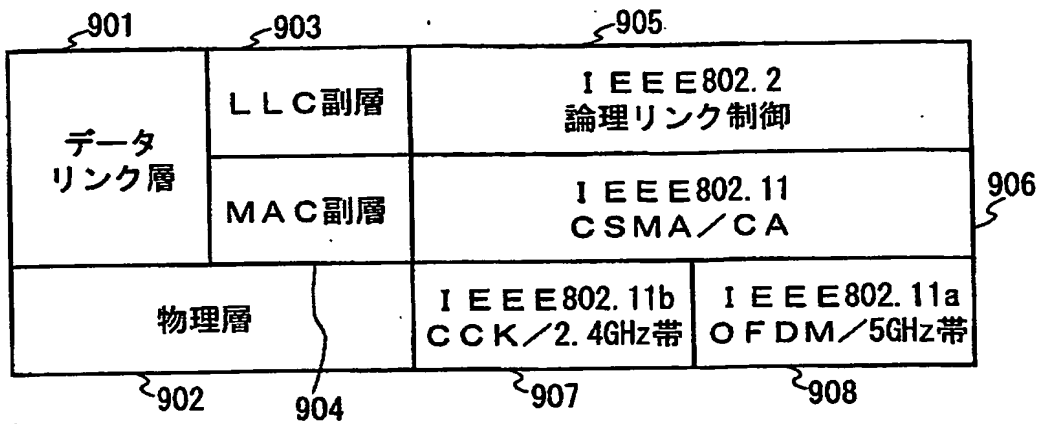 901
903
905
データ
リンク層
LLC副層
IEEE802.2
論理リンク制御
MAC副層
IEEE802.11
CSMA/CA
906
物理層
IEEE802.11b
CCK/2.4GHz帯
IEEE802.11a
OFDM/5GHz帯
902
904
907
908